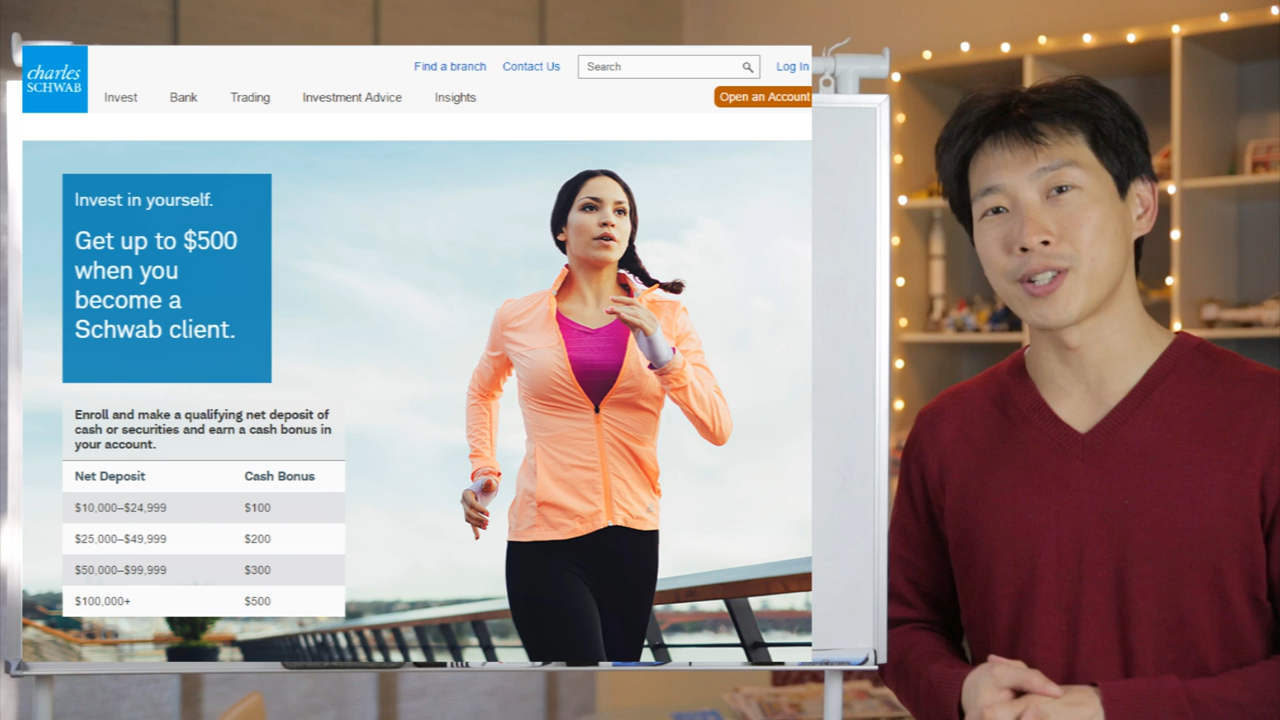 charles
SCHWAB
Find a branch
Contact Us
Search
Log In
Invest
Bank
Trading
Investment Advice
Insights
Open an Account
Invest in yourself.
Get up to $500
when you
become a
Schwab client.
Enroll and make a qualifying net deposit of
cash or securities and earn a cash bonus in
your account.
Net Deposit Cash Bonus
$10,000–$24,999 $100
$25,000–$49,999 $200
$50,000–$99,999 $300
$100,000+ $500